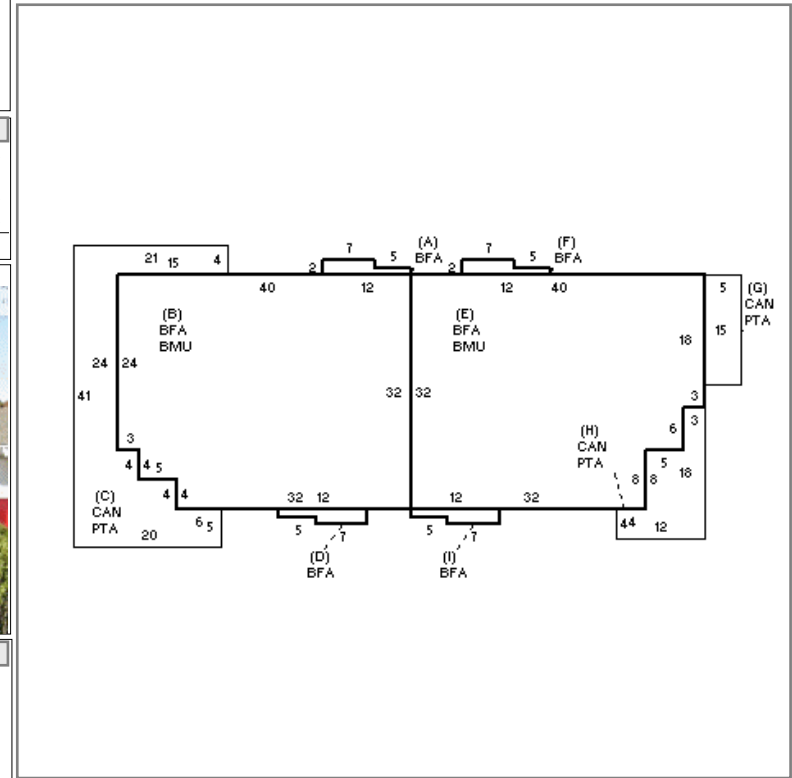 7
5
(A)
BFA
7
5
(F)
BFA
21 15 4
2
2
40 12
12 40
5
(G)
CAN
PTA
(B)
BFA
BMU
(E)
BFA
BMU
15
18
24 24
41
32 32
3
3
6
(H)
CAN
PTA
3
4 4 5
5
18
8 8
4 4
(C)
CAN
PTA
32 12
12 32
6 5
20
44
12
5
7
5
7
(D)
BFA
(I)
BFA